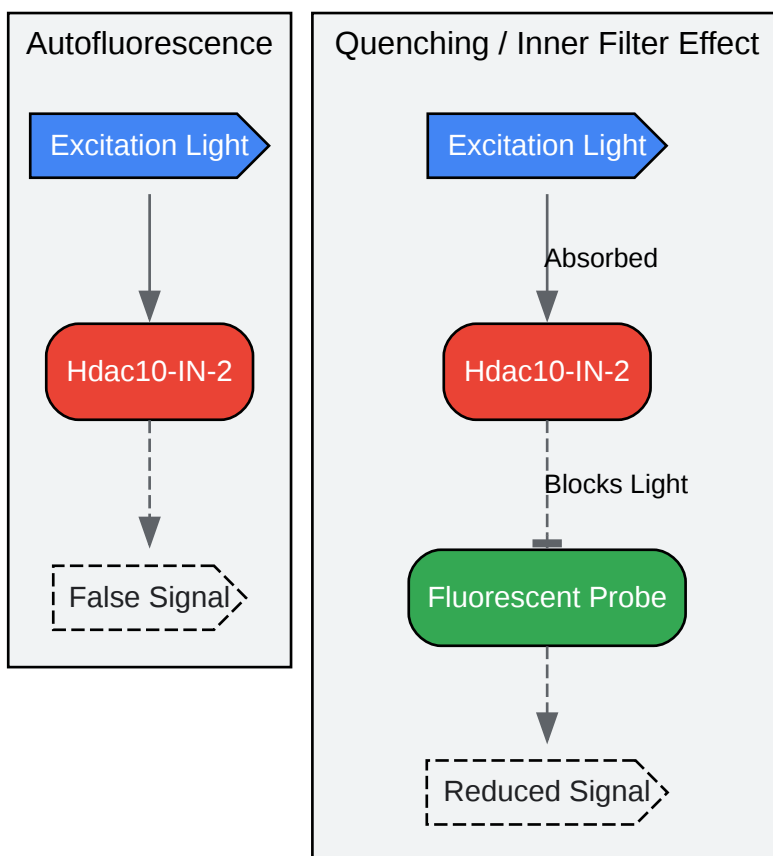 Autofluorescence
Excitation Light
Hdac10-IN-2
False Signal
Quenching / Inner Filter Effect
Excitation Light
Absorbed
Hdac10-IN-2
Blocks Light
Fluorescent Probe
Reduced Signal